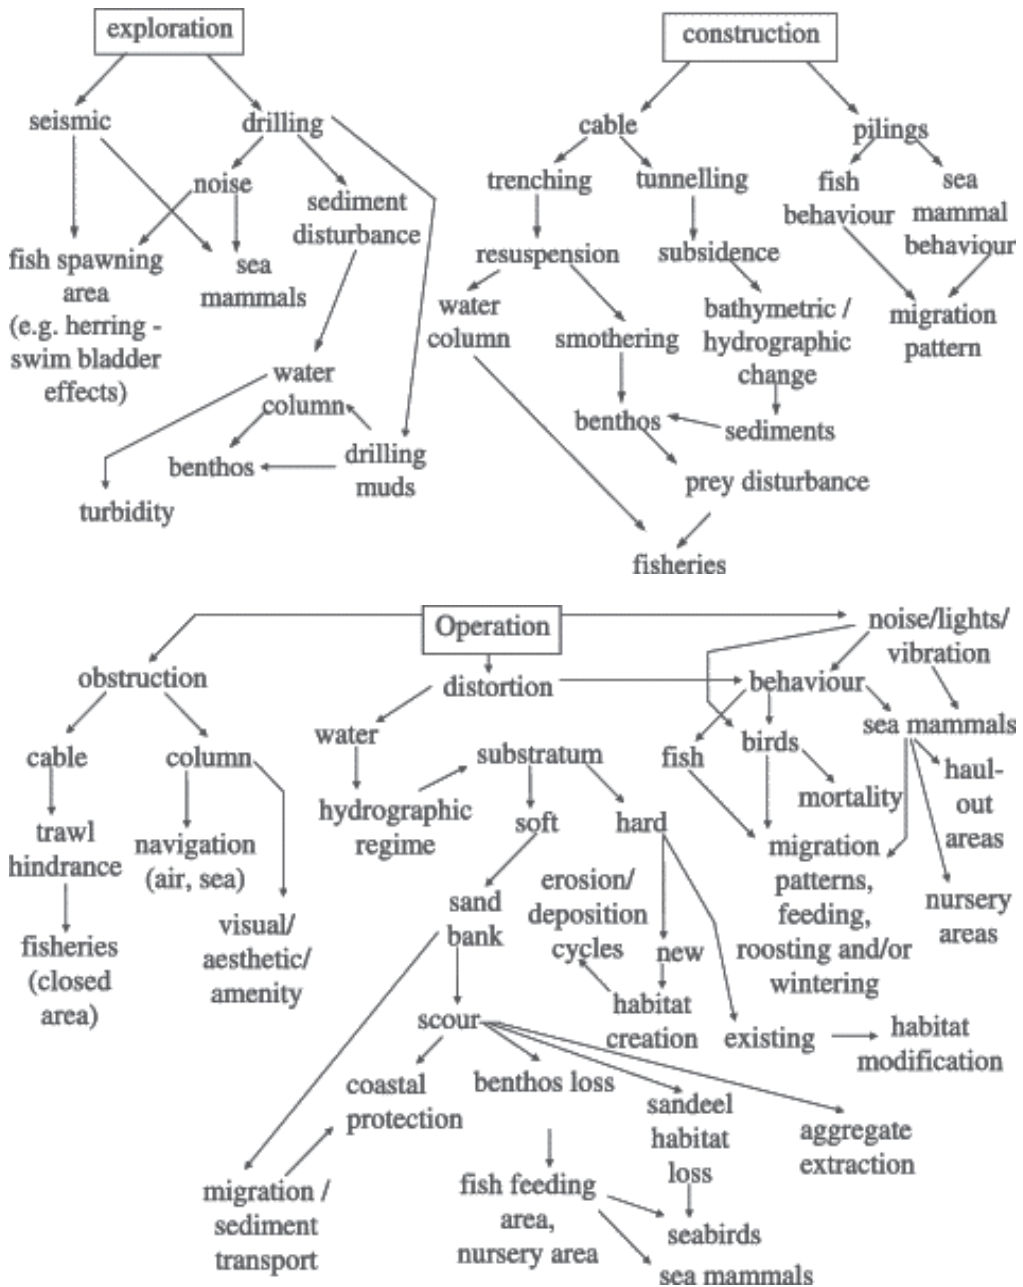 exploration
seismic
drilling
noise
sediment
disturbance
fish spawning
area
(e.g. herring -
swim bladder
effects)
sea
mammals
water
column
benthos
drilling
muds
turbidity
construction
cable
pilings
trenching
tunnelling
fish
behaviour
sea
mammal
behaviour
resuspension
subsidence
water
column
smothering
bathymetric /
hydrographic
change
migration
pattern
benthos
sediments
prey disturbance
fisheries
Operation
noise/lights/
vibration
obstruction
distortion
behaviour
cable
column
water
substratum
fish
birds
sea mammals
haul-
out
areas
mortality
trawl
hindrance
navigation
(air, sea)
hydrographic
regime
soft
hard
migration
patterns,
feeding,
roosting and/or
wintering
nursery
areas
fisheries
(closed
area)
visual/
aesthetic/
amenity
sand
bank
erosion/
deposition
cycles
new
habitat
creation
existing
habitat
modification
scour
coastal
protection
benthos loss
sandeel
habitat
loss
aggregate
extraction
migration /
sediment
transport
fish feeding
area,
nursery area
seabirds
sea mammals